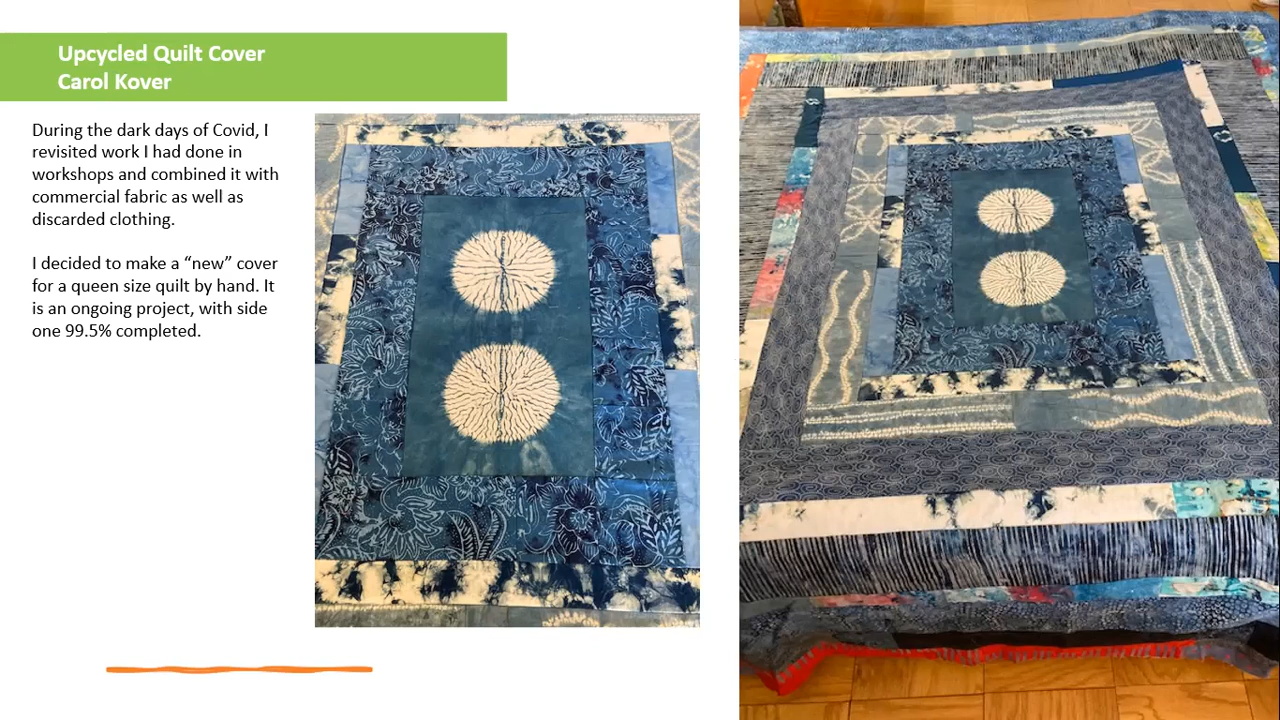 Upcycled Quilt Cover
Carol Kover
During the dark days of Covid, I
revisited work I had done in
workshops and combined it with
commercial fabric as well as
discarded clothing.
I decided to make a “new” cover
for a queen size quilt by hand. It
is an ongoing project, with side
one 99.5% completed.